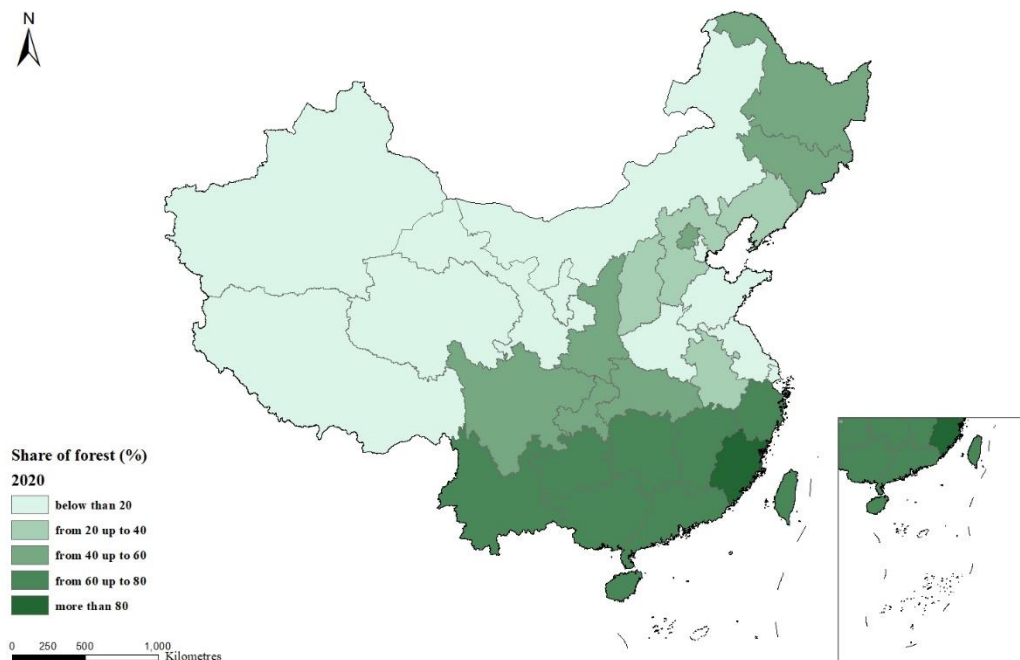 N
Share of forest (%)
2020
below than 20
from 20 up to 40
from 40 up to 60
from 60 up to 80
more than 80
0 250 500 1,000
Kilometres